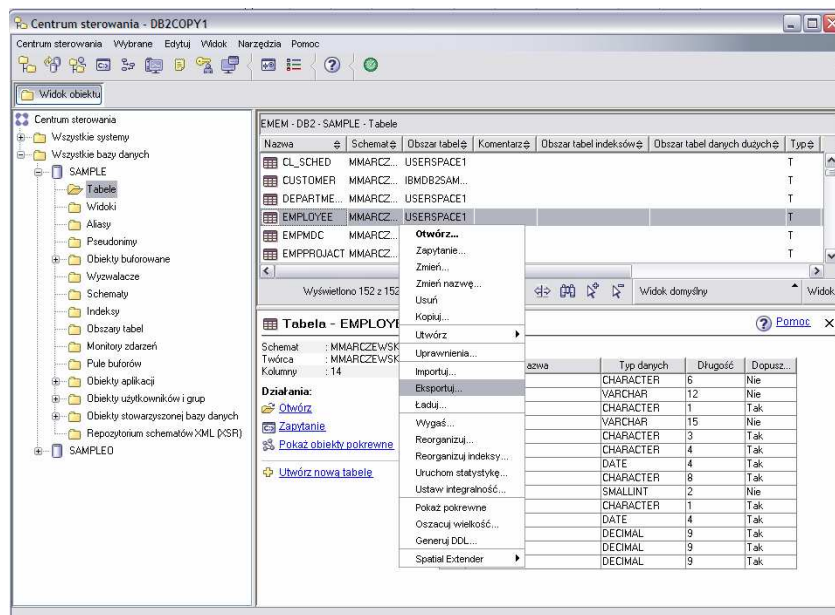 Centrum sterowania - DB2COPY1
Centrum sterowania Wybrane Edytuj Widok Narzędzia Pomoc
Widok obiektu
Centrum sterowania
Wszystkie systemy
Wszystkie bazy danych
SAMPLE
Tabele
Widoki
Aliasy
Pseudonimy
Obiekty buforowane
Wyzwalacze
Schematy
Indeksy
Obszary tabel
Monitory zdarzeń
Pule buforów
Obiekty aplikacji
Obiekty użytkowników i grup
Obiekty stowarzyszonej bazy danych
Repozytorium schematów XML (XSR)
SAMPLEO
EMEM - DB2 - SAMPLE - Tabele
Nazwa Schemat Obszar tabel Komentarz Obszar tabel indeksów Obszar tabel danych dużych Typ
CL_SCHED MMARCZ... USERSPACE1 T
CUSTOMER MMARCZ... IBMDB2SAM... T
DEPARTME... MMARCZ... USERSPACE1 T
EMPLOYEE MMARCZ... USERSPACE1 T
EMPMDC MMARCZ... T
EMPPROJACT MMARCZ... T
Wyświetlono 152 z 152 Widok domyślny Widok
Otwórz...
Zapytanie...
Zmień...
Zmień nazwę...
Usuń
Kopiuj...
Utwórz
Uprawnienia...
Importuj...
Eksportuj...
Ładuj...
Wygaś...
Reorganizuj...
Reorganizuj indeksy...
Uruchom statystykę...
Ustaw integralność...
Pokaż pokrewne
Oszacuj wielkość...
Generuj DDL...
Spatial Extender
Tabela - EMPLOYE
Pomoc
Schemat : MMARCZEWSK
Twórca : MMARCZEWSK
Kolumny : 14
Działania:
Otwórz
Zapytanie
Pokaż obiekty pokrewne
Utwórz nową tabelę
azwa Typ danych Długość Dopusz...
CHARACTER 6 Nie
VARCHAR 12 Nie
CHARACTER 1 Tak
VARCHAR 15 Nie
CHARACTER 3 Tak
CHARACTER 4 Tak
DATE 4 Tak
CHARACTER 8 Tak
SMALLINT 2 Nie
CHARACTER 1 Tak
DATE 4 Tak
DECIMAL 9 Tak
DECIMAL 9 Tak
DECIMAL 9 Tak